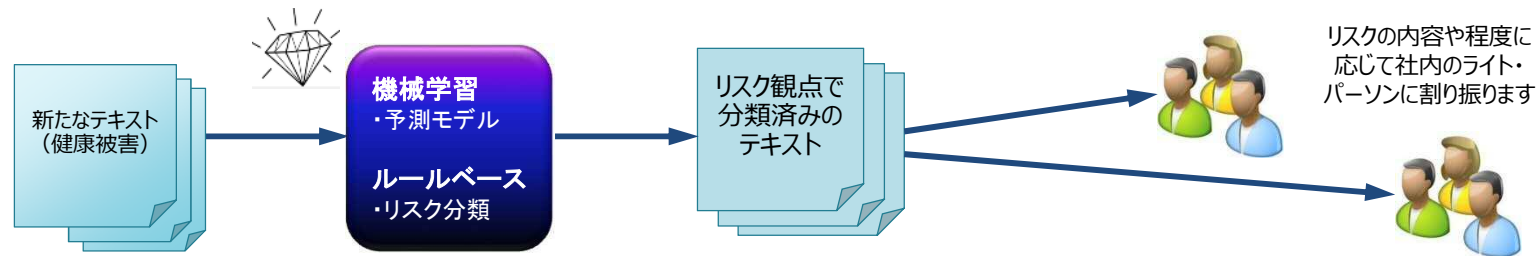 新たなテキスト
（健康被害）
機械学習
・予測モデル
ルールベース
・リスク分類
リスク観点で
分類済みの
テキスト
リスクの内容や程度に
応じて社内のライト・
パーソンに割り振ります